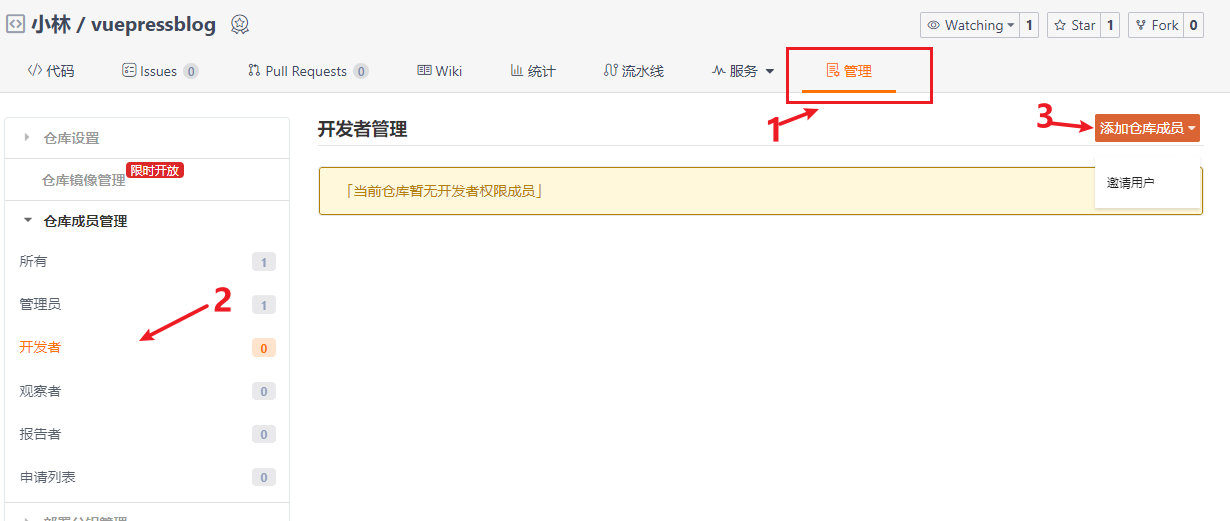 小林 / vuepressblog
Watching 1 Star 1 Fork 0
代码 Issues 0 Pull Requests 0 Wiki 统计 流水线 服务 管理
1
仓库设置
仓库镜像管理 限时开放
仓库成员管理
所有 1
管理员 1
2
开发者 0
观察者 0
报告者 0
申请列表 0
开发者管理
3
添加仓库成员
「当前仓库暂无开发者权限成员」
邀请用户